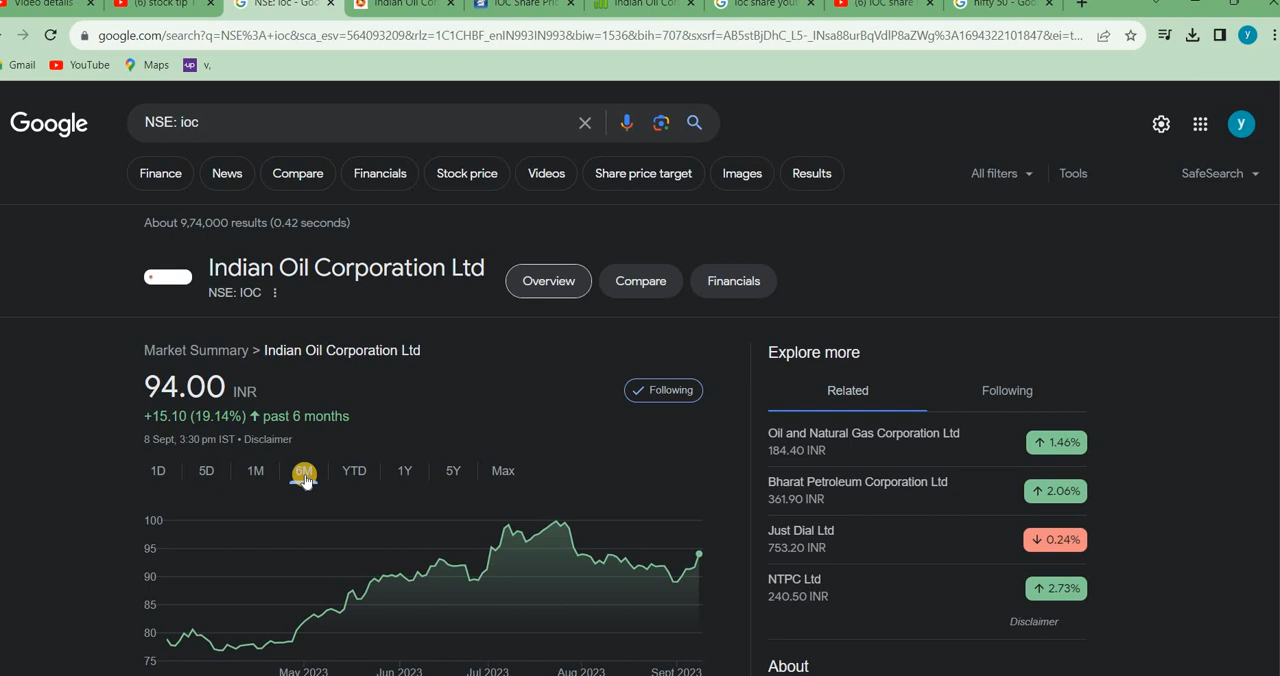 Video details
(6) stock tip
NSE: ioc - Goo
Indian Oil Cor
IOC Share Pric
Indian Oil Cor
ioc share you
(6) IOC share
nifty 50 - Goo
google.com/search?q=NSE%3A+ioc&sca_esv=564093209&rlz=1C1CHBF_enIN993IN993&biw=1536&bih=707&sxsrf=AB5stBjDhC_L5-_INsa88urBqVdlP8aZWg%3A1694322101847&ei=t...
y
Gmail
YouTube
Maps
up v,
Google
NSE: ioc
y
Finance
News
Compare
Financials
Stock price
Videos
Share price target
Images
Results
All filters
Tools
SafeSearch
About 9,74,000 results (0.42 seconds)
Indian Oil Corporation Ltd
NSE: IOC
Overview
Compare
Financials
Market Summary > Indian Oil Corporation Ltd
94.00 INR
Following
+15.10 (19.14%) ↑ past 6 months
8 Sept, 3:30 pm IST • Disclaimer
1D
5D
1M
6M
YTD
1Y
5Y
Max
100
95
90
85
80
75
May 2023
Jun 2023
Jul 2023
Aug 2023
Sept 2023
Explore more
Related
Following
Oil and Natural Gas Corporation Ltd
184.40 INR
↑ 1.46%
Bharat Petroleum Corporation Ltd
361.90 INR
↑ 2.06%
Just Dial Ltd
753.20 INR
↓ 0.24%
NTPC Ltd
240.50 INR
↑ 2.73%
Disclaimer
About